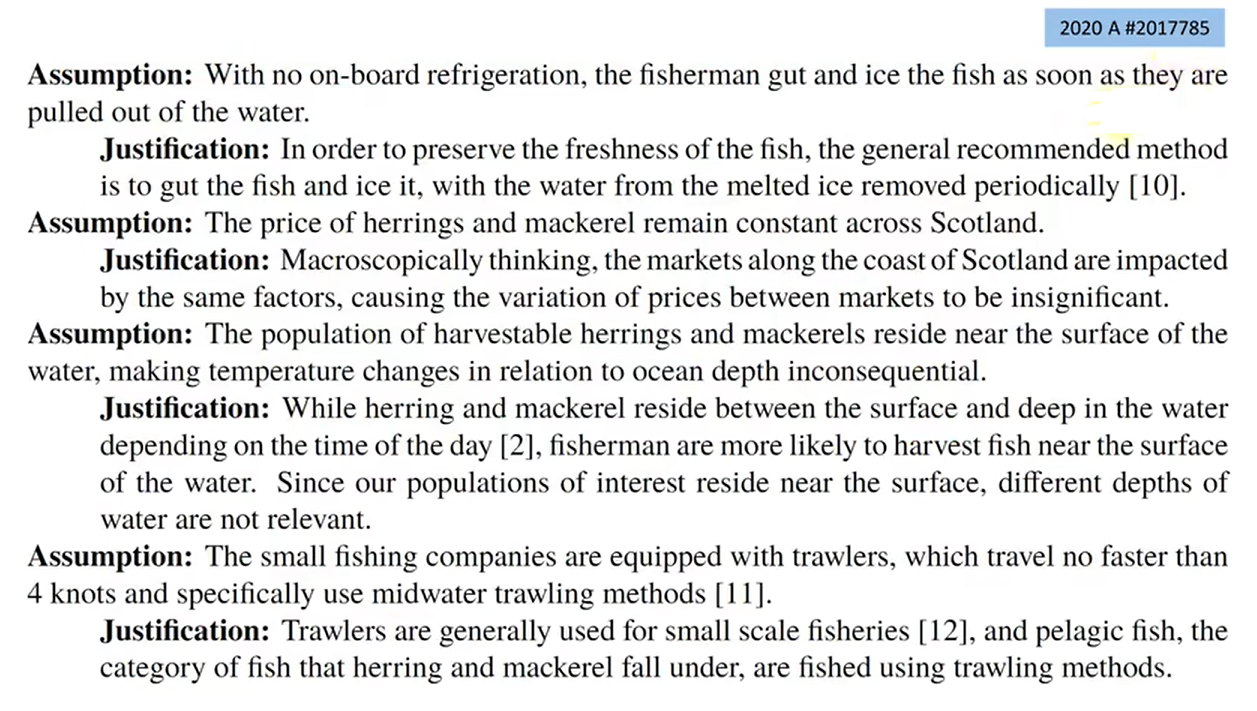 2020 A #2017785
Assumption: With no on-board refrigeration, the fisherman gut and ice the fish as soon as they are
pulled out of the water.
Justification: In order to preserve the freshness of the fish, the general recommended method
is to gut the fish and ice it, with the water from the melted ice removed periodically [10].
Assumption: The price of herrings and mackerel remain constant across Scotland.
Justification: Macroscopically thinking, the markets along the coast of Scotland are impacted
by the same factors, causing the variation of prices between markets to be insignificant.
Assumption: The population of harvestable herrings and mackerels reside near the surface of the
water, making temperature changes in relation to ocean depth inconsequential.
Justification: While herring and mackerel reside between the surface and deep in the water
depending on the time of the day [2], fisherman are more likely to harvest fish near the surface
of the water. Since our populations of interest reside near the surface, different depths of
water are not relevant.
Assumption: The small fishing companies are equipped with trawlers, which travel no faster than
4 knots and specifically use midwater trawling methods [11].
Justification: Trawlers are generally used for small scale fisheries [12], and pelagic fish, the
category of fish that herring and mackerel fall under, are fished using trawling methods.